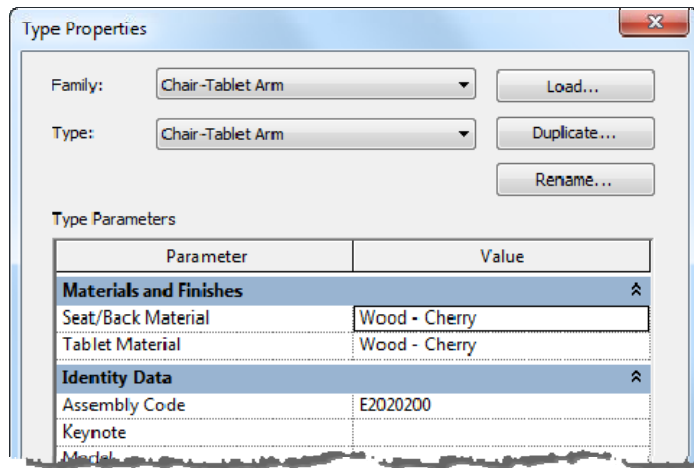 Type Properties
Family: Chair-Tablet Arm Load...
Type: Chair-Tablet Arm Duplicate...
Rename...
Type Parameters
Parameter Value
Materials and Finishes
Seat/Back Material Wood - Cherry
Tablet Material Wood - Cherry
Identity Data
Assembly Code E2020200
Keynote
Model